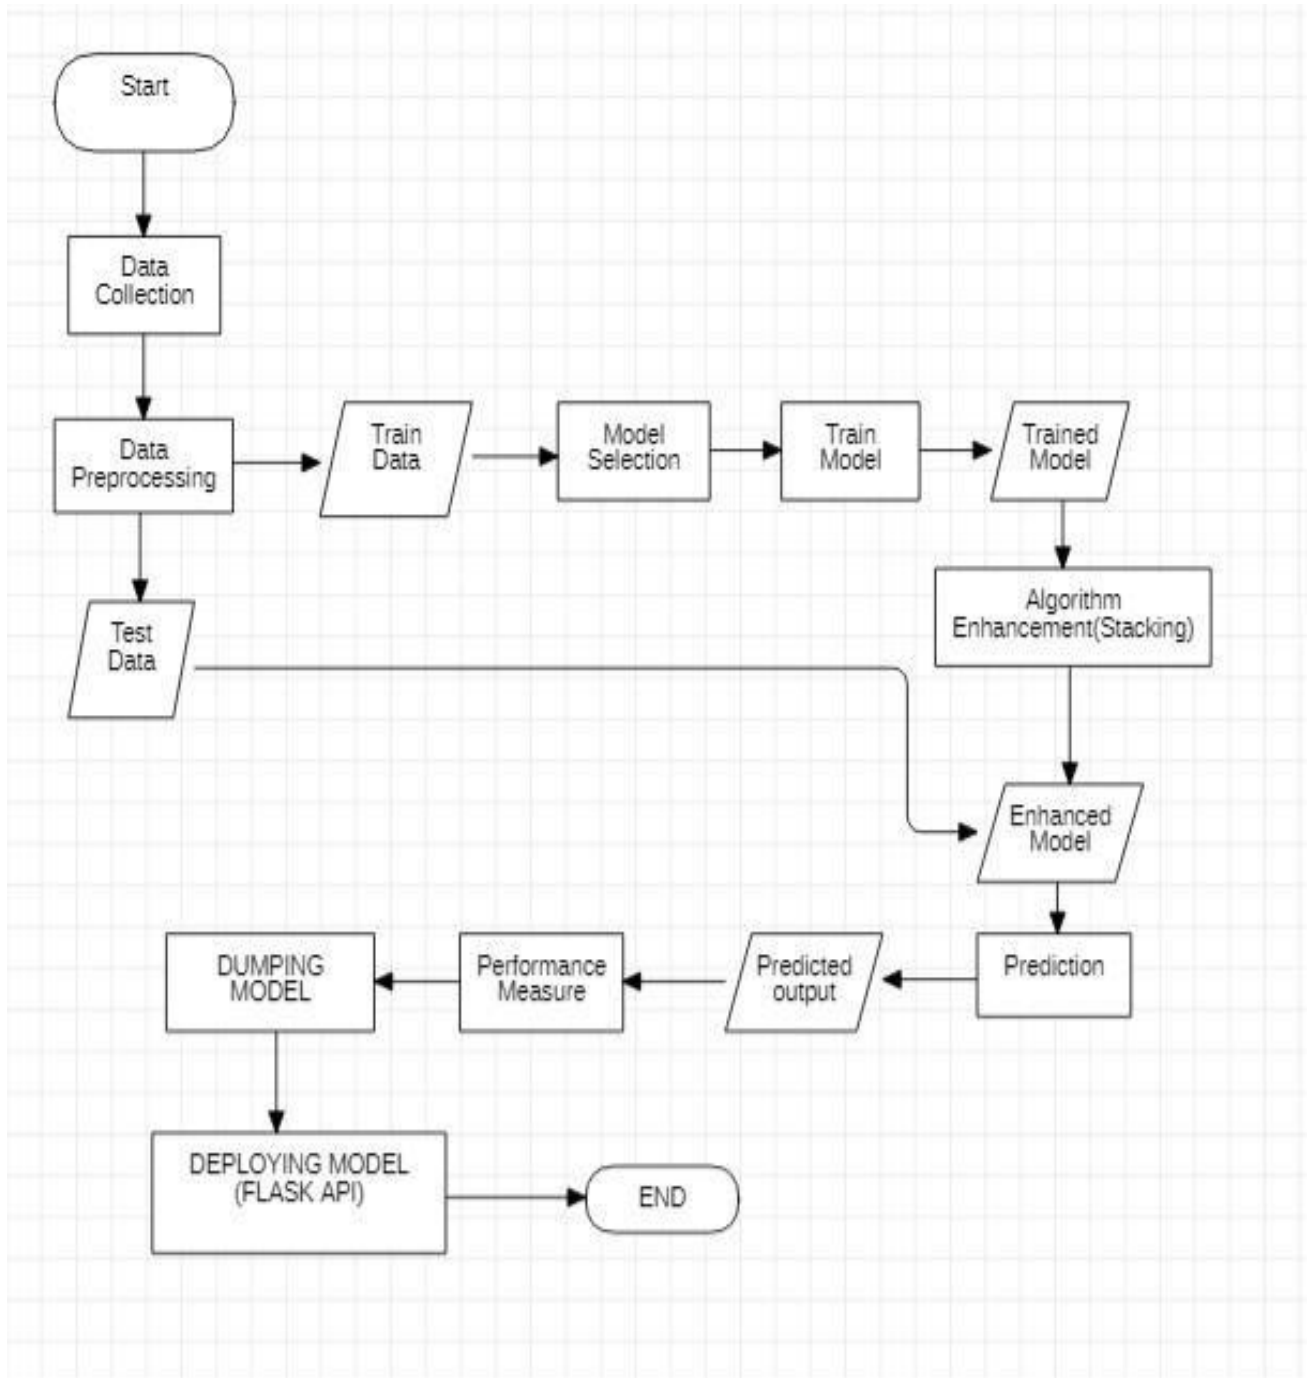 Start
Data
Collection
Data
Preprocessing
Train
Data
Model
Selection
Train
Model
Trained
Model
Algorithm
Enhancement(Stacking)
Test
Data
Enhanced
Model
Prediction
Predicted
output
Performance
Measure
DUMPING
MODEL
DEPLOYING MODEL
(FLASK API)
END